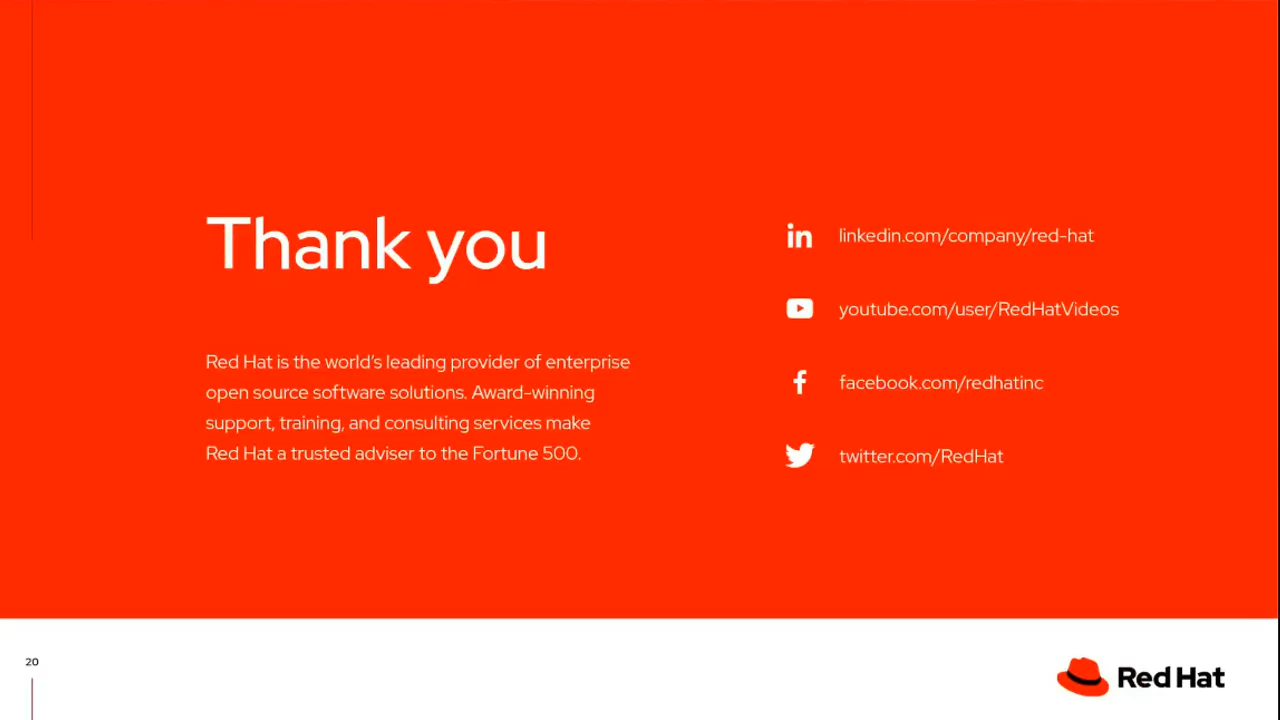 Thank you
Red Hat is the world's leading provider of enterprise
open source software solutions. Award-winning
support, training, and consulting services make
Red Hat a trusted adviser to the Fortune 500.
linkedin.com/company/red-hat
youtube.com/user/RedHatVideos
facebook.com/redhatinc
twitter.com/RedHat
20
Red Hat